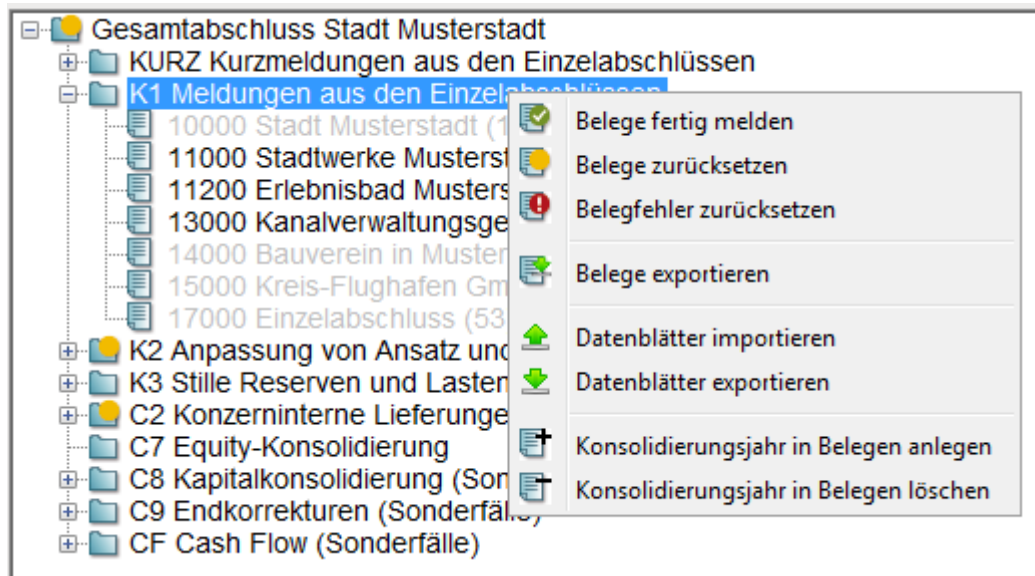 Gesamtabschluss Stadt Musterstadt
KURZ Kurzmeldungen aus den Einzelabschlüssen
K1 Meldungen aus den Einzelabschlüssen
10000 Stadt Musterstadt (1
11000 Stadtwerke Musterst
11200 Erlebnisbad Musters
13000 Kanalverwaltungsge
14000 Bauverein in Muster
15000 Kreis-Flughafen Gm
17000 Einzelabschluss (53
K2 Anpassung von Ansatz und
K3 Stille Reserven und Lasten
C2 Konzerninterne Lieferunge
C7 Equity-Konsolidierung
C8 Kapitalkonsolidierung (Son
C9 Endkorrekturen (Sonderfälle)
CF Cash Flow (Sonderfälle)
Belege fertig melden
Belege zurücksetzen
Belegfehler zurücksetzen
Belege exportieren
Datenblätter importieren
Datenblätter exportieren
Konsolidierungsjahr in Belegen anlegen
Konsolidierungsjahr in Belegen löschen